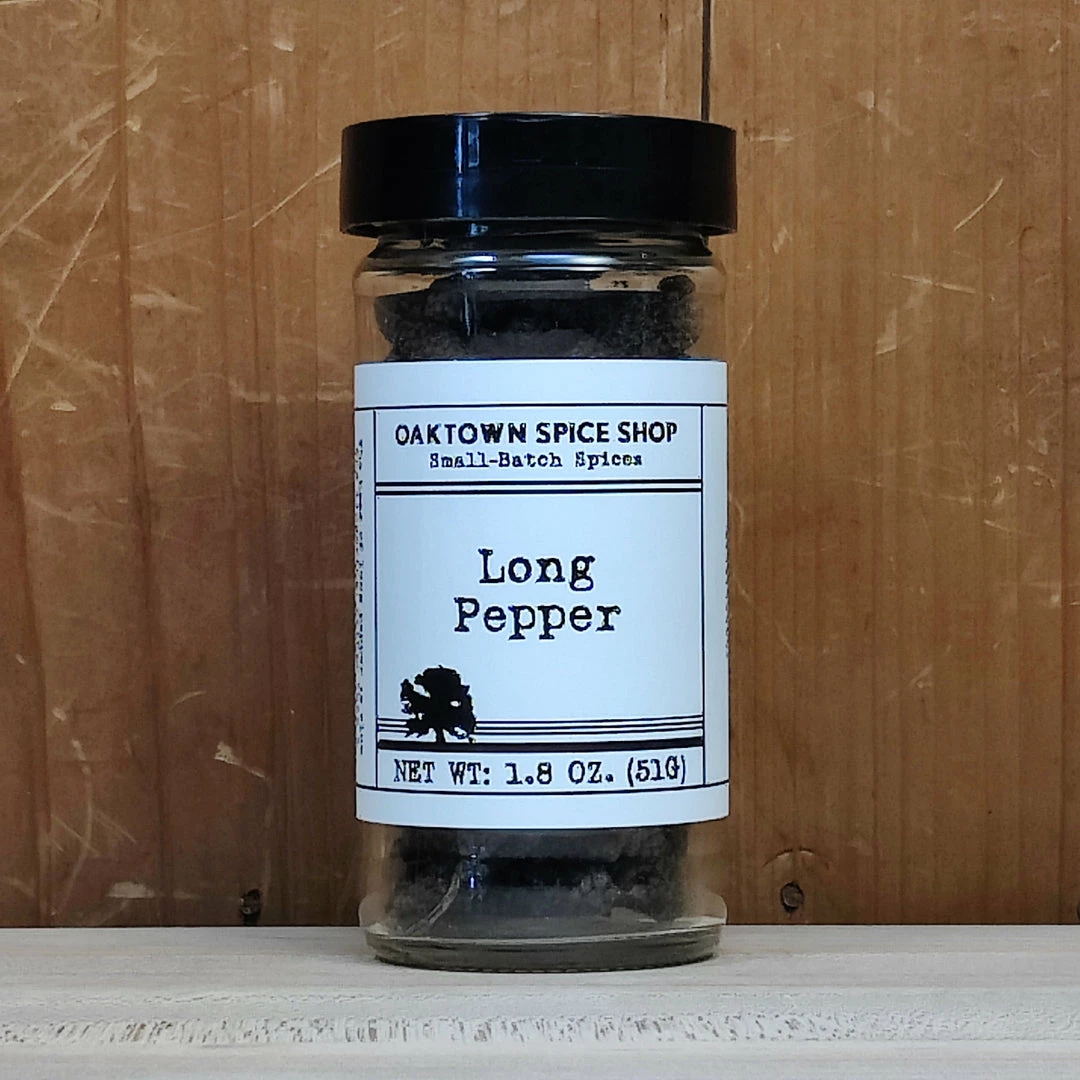 OAKTOWN SPICE SHOP
Small-Batch Spices
Long
Pepper
NET WT: 1.8 OZ. (51G)